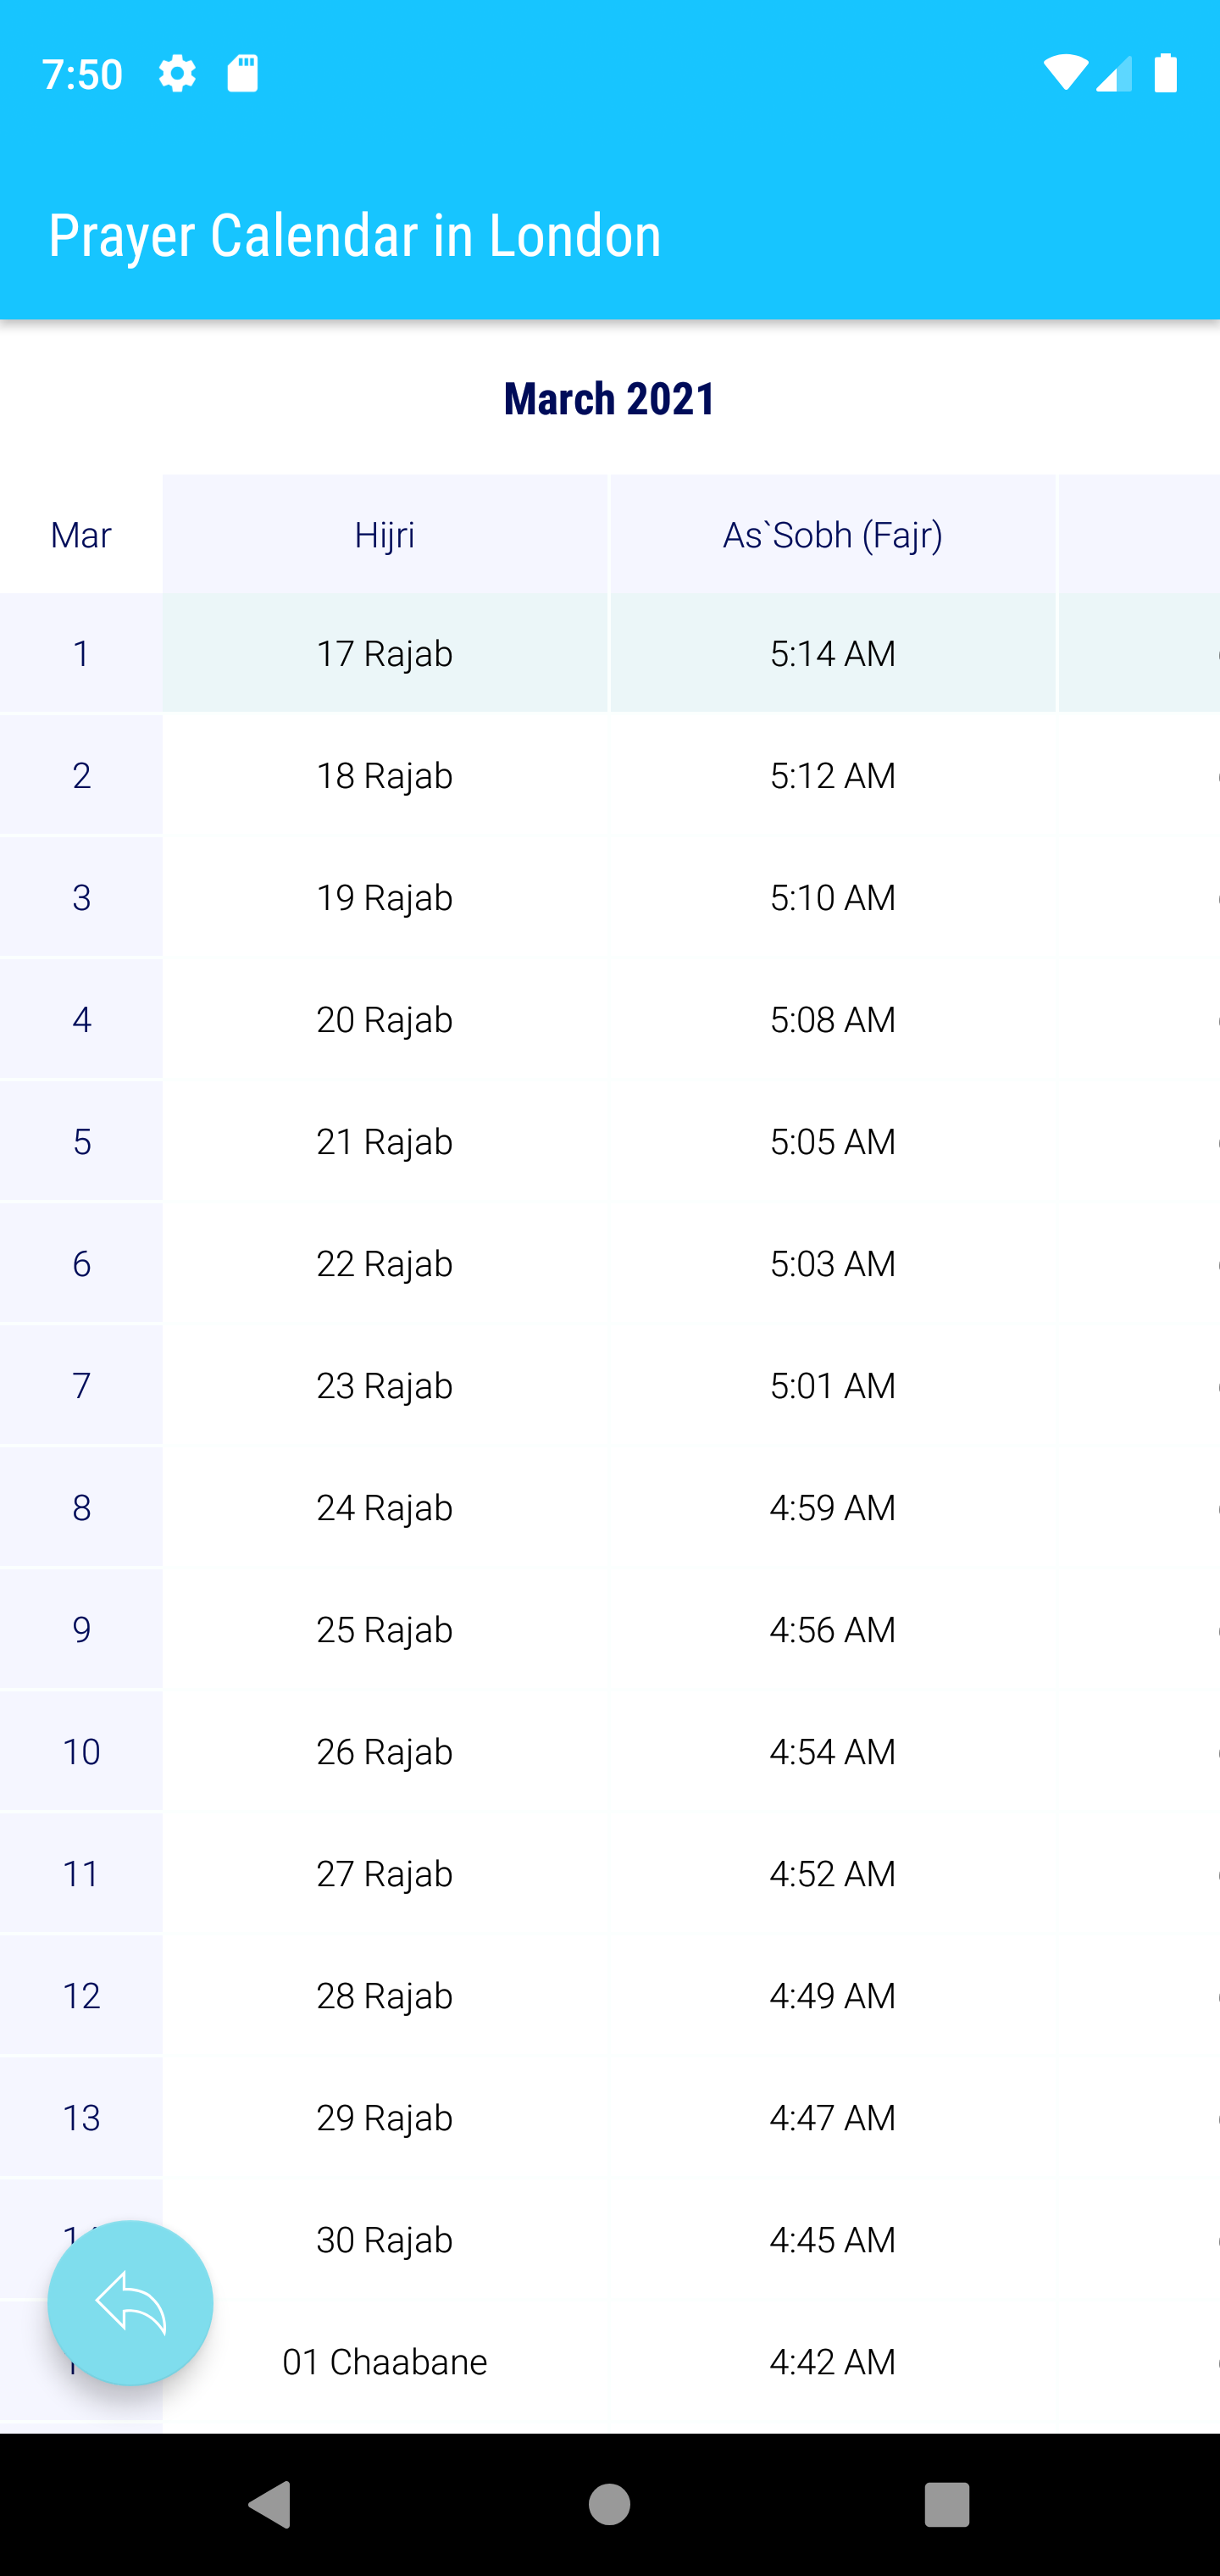 7:50
Prayer Calendar in London
March 2021
Mar Hijri As`Sobh (Fajr)
1 17 Rajab 5:14 AM
2 18 Rajab 5:12 AM
3 19 Rajab 5:10 AM
4 20 Rajab 5:08 AM
5 21 Rajab 5:05 AM
6 22 Rajab 5:03 AM
7 23 Rajab 5:01 AM
8 24 Rajab 4:59 AM
9 25 Rajab 4:56 AM
10 26 Rajab 4:54 AM
11 27 Rajab 4:52 AM
12 28 Rajab 4:49 AM
13 29 Rajab 4:47 AM
30 Rajab 4:45 AM
01 Chaabane 4:42 AM